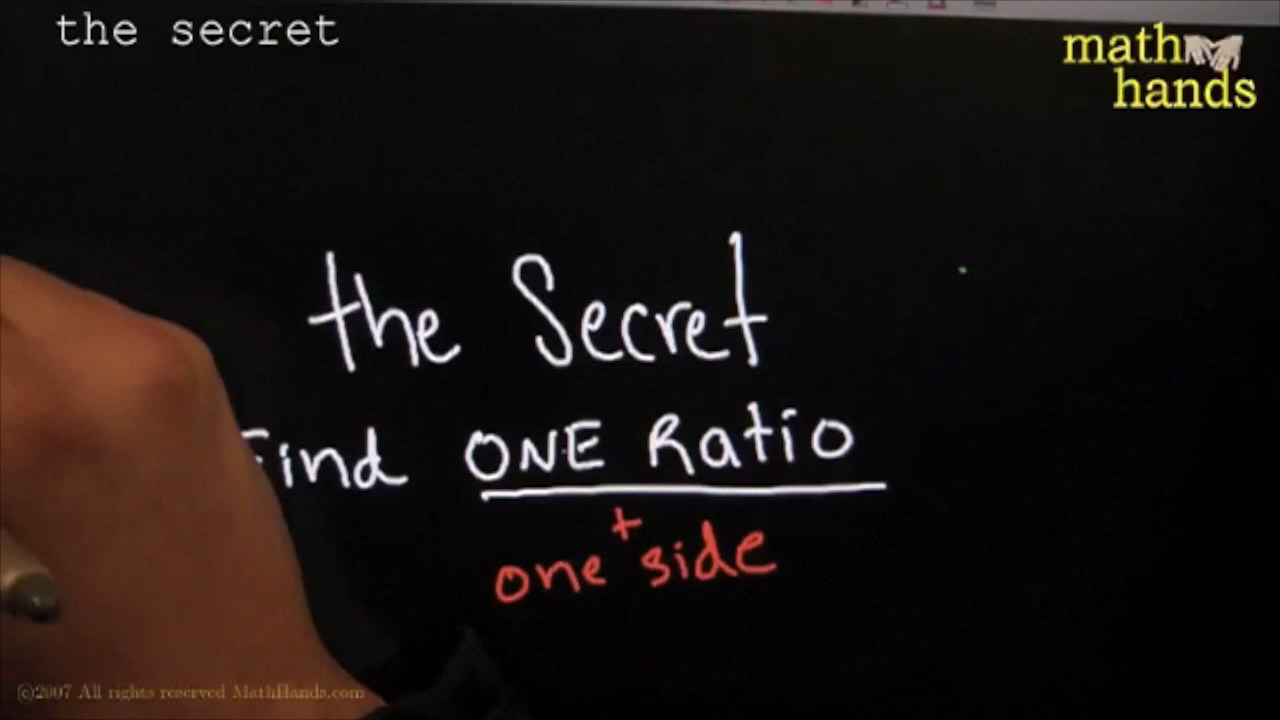 the secret
math
hands
the Secret
Find ONE Ratio
+
one side
©2007 All rights reserved MathHands.com